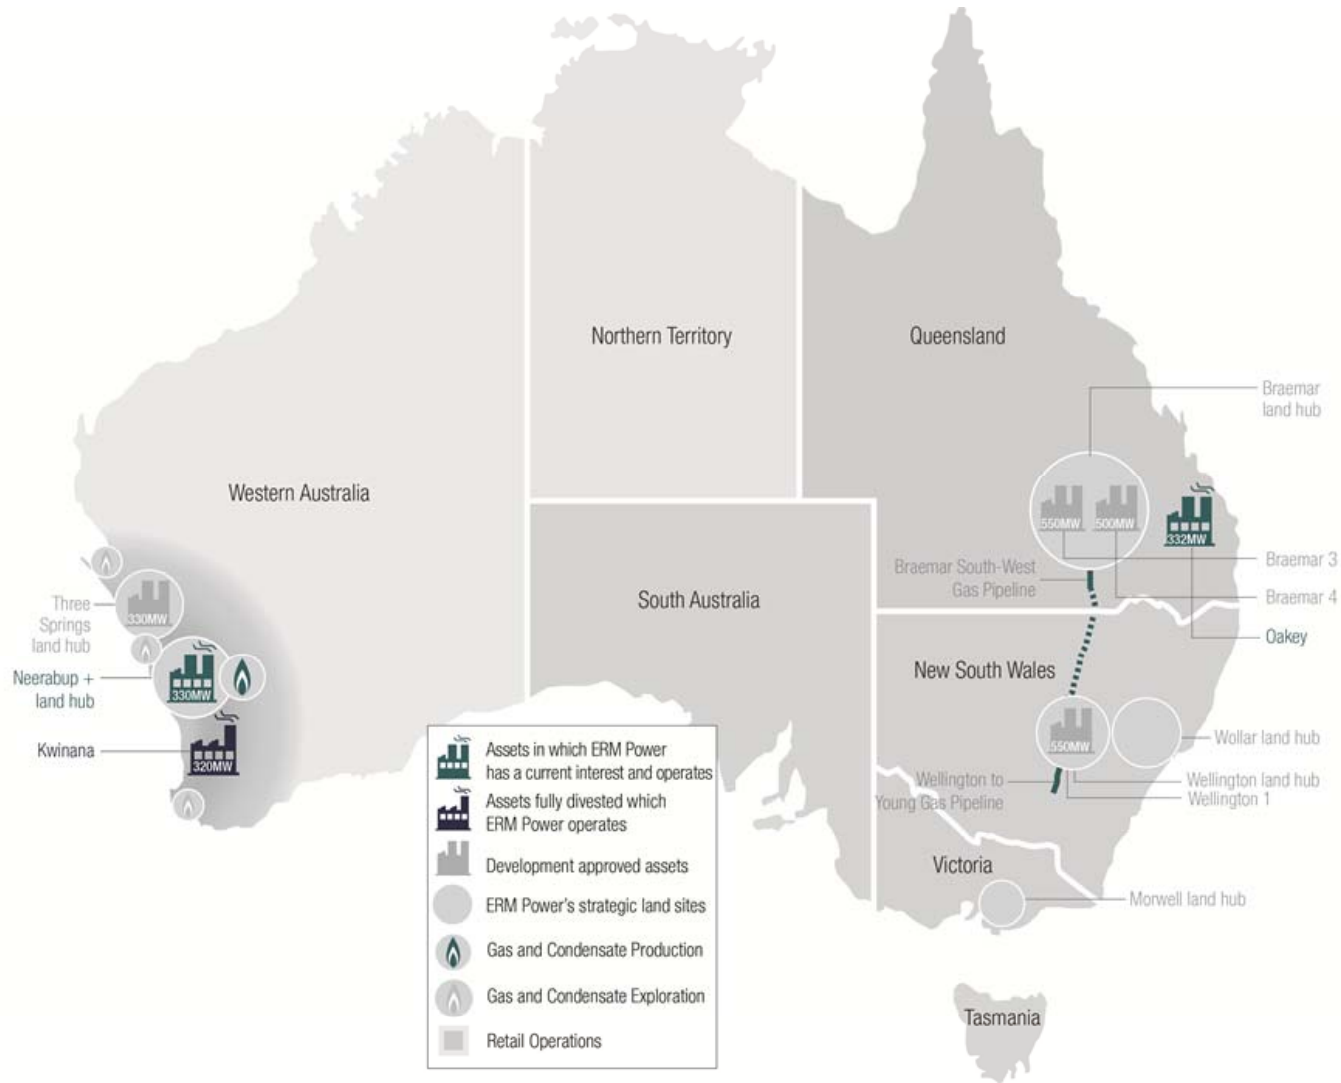 Northern Territory
Queensland
Braemar
land hub
Western Australia
550MW
500MW
332MW
Braemar South-West
Gas Pipeline
Braemar 3
Braemar 4
Oakey
Three
Springs
land hub
330MW
South Australia
Neerabup +
land hub
330MW
New South Wales
Kwinana
320MW
550MW
Wollar land hub
Wellington to
Young Gas Pipeline
Wellington land hub
Wellington 1
Victoria
Morwell land hub
Tasmania
Assets in which ERM Power
has a current interest and operates
Assets fully divested which
ERM Power operates
Development approved assets
ERM Power's strategic land sites
Gas and Condensate Production
Gas and Condensate Exploration
Retail Operations